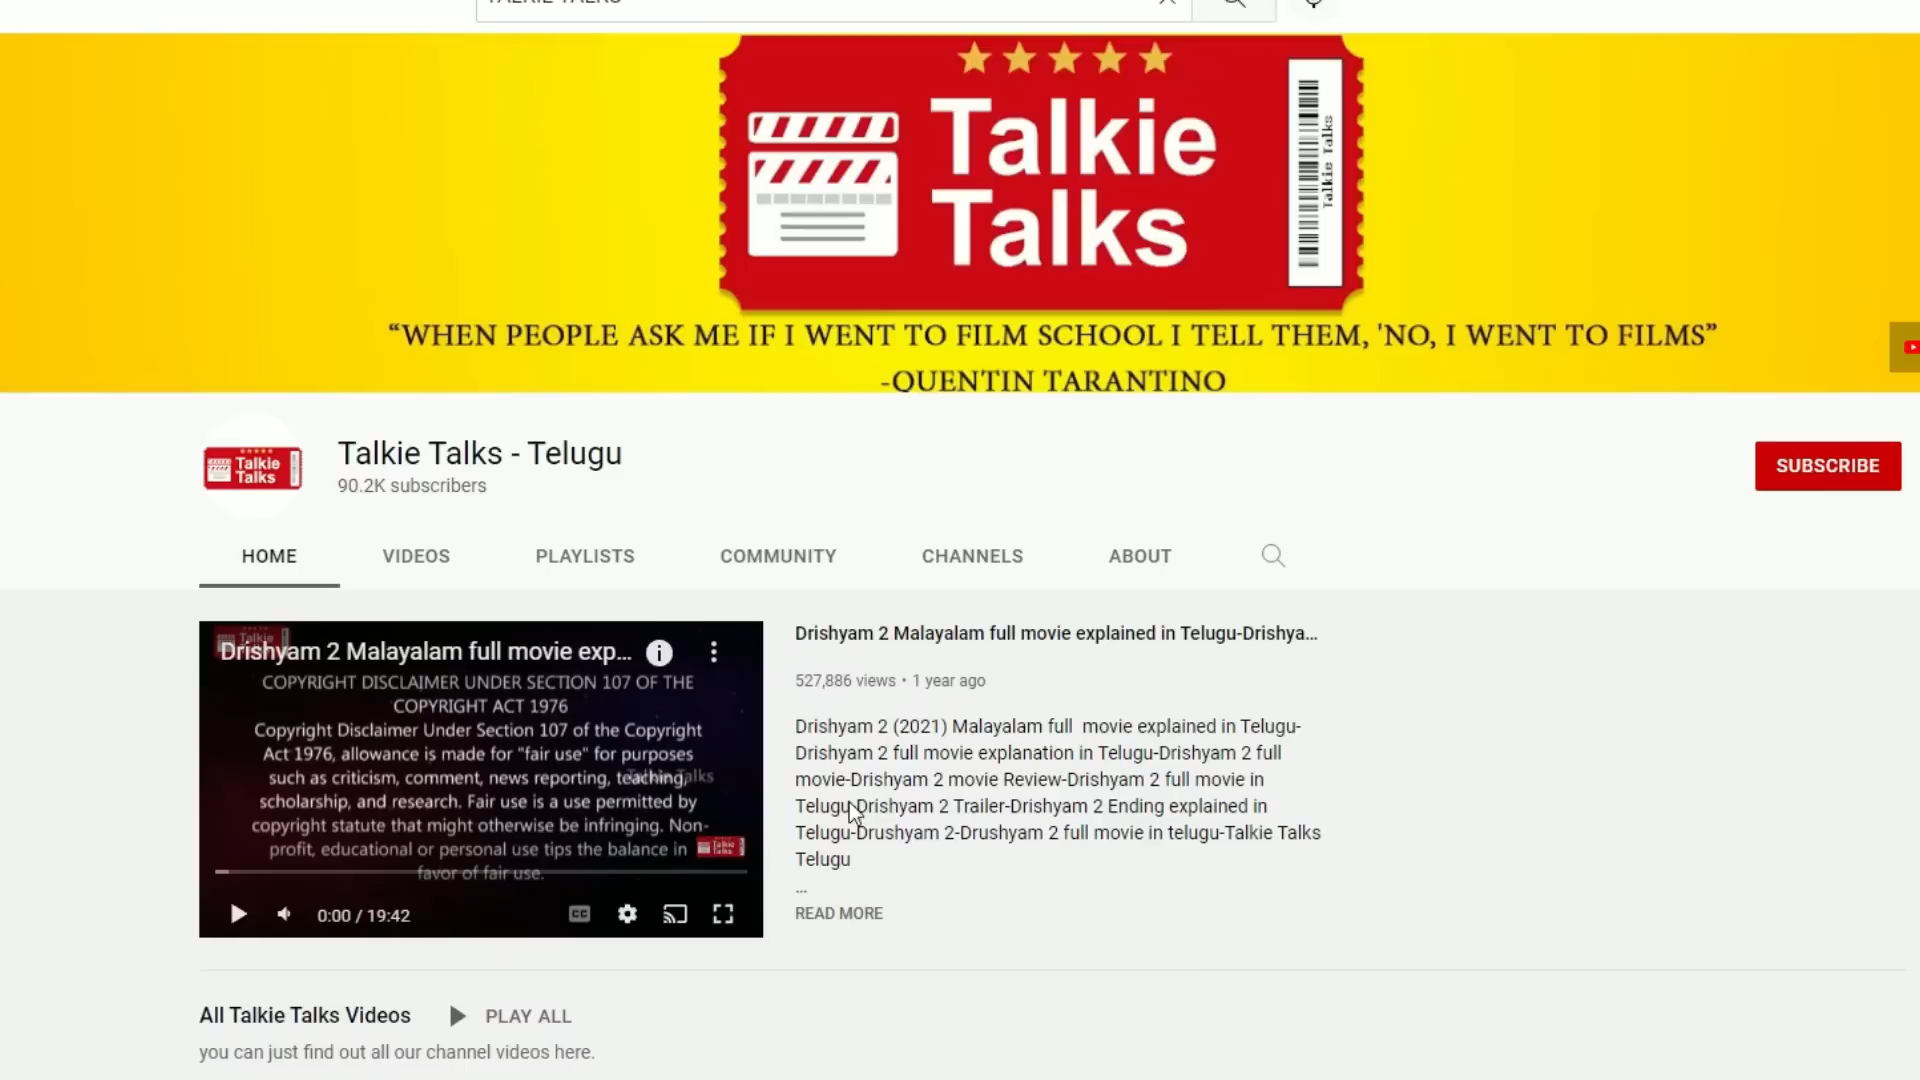 TALKIE TALKS
Talkie
Talks
Talkie Talks
“WHEN PEOPLE ASK ME IF I WENT TO FILM SCHOOL I TELL THEM, 'NO, I WENT TO FILMS”
-QUENTIN TARANTINO
Talkie
Talks
Talkie Talks - Telugu
90.2K subscribers
SUBSCRIBE
HOME
VIDEOS
PLAYLISTS
COMMUNITY
CHANNELS
ABOUT
Talkie
Drishyam 2 Malayalam full movie exp...
COPYRIGHT DISCLAIMER UNDER SECTION 107 OF THE
COPYRIGHT ACT 1976
Copyright Disclaimer Under Section 107 of the Copyright
Act 1976, allowance is made for "fair use" for purposes
such as criticism, comment, news reporting, teaching,
Talkie Talks
scholarship, and research. Fair use is a use permitted by
copyright statute that might otherwise be infringing. Non-
profit, educational or personal use tips the balance in
Talkie
Talks
favor of fair use.
0:00 / 19:42
CC
Drishyam 2 Malayalam full movie explained in Telugu-Drishya...
527,886 views • 1 year ago
Drishyam 2 (2021) Malayalam full movie explained in Telugu-
Drishyam 2 full movie explanation in Telugu-Drishyam 2 full
movie-Drishyam 2 movie Review-Drishyam 2 full movie in
Telugu-Drishyam 2 Trailer-Drishyam 2 Ending explained in
Telugu-Drushyam 2-Drushyam 2 full movie in telugu-Talkie Talks
Telugu
...
READ MORE
All Talkie Talks Videos
PLAY ALL
you can just find out all our channel videos here.